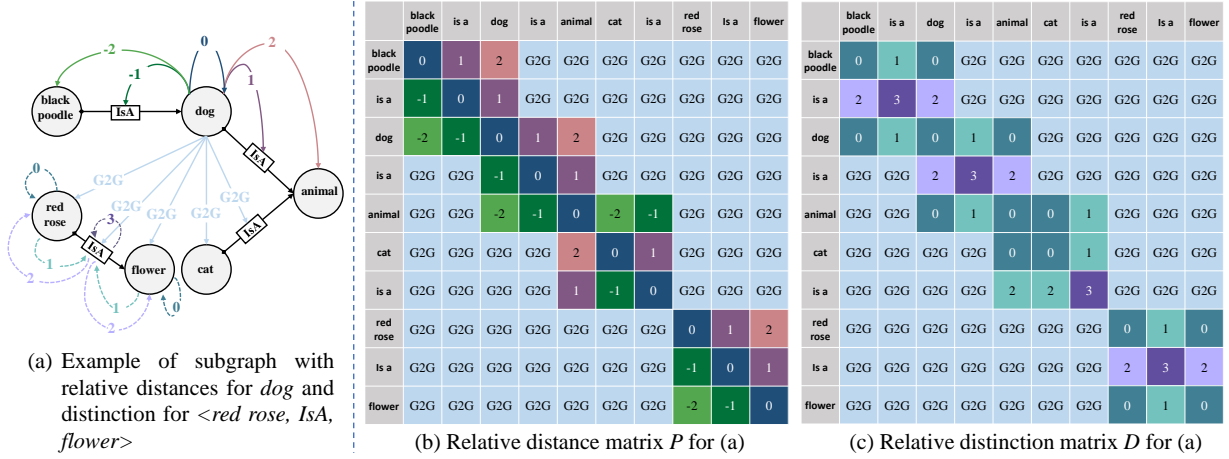 -2
0
2
-1
1
black
poodle
IsA
dog
IsA
G2G
G2G
G2G
G2G
G2G
0
red
rose
3
IsA
IsA
animal
1
2
flower
cat
1
2
0
(a) Example of subgraph with
relative distances for dog and
distinction for <red rose, IsA,
flower>
black poodle is a dog is a animal cat is a red rose Is a flower
black poodle 0 1 2 G2G G2G G2G G2G G2G G2G G2G
is a -1 0 1 G2G G2G G2G G2G G2G G2G G2G
dog -2 -1 0 1 2 G2G G2G G2G G2G G2G
is a G2G G2G -1 0 1 G2G G2G G2G G2G G2G
animal G2G G2G -2 -1 0 -2 -1 G2G G2G G2G
cat G2G G2G G2G G2G 2 0 1 G2G G2G G2G
is a G2G G2G G2G G2G 1 -1 0 G2G G2G G2G
red rose G2G G2G G2G G2G G2G G2G G2G 0 1 2
Is a G2G G2G G2G G2G G2G G2G G2G -1 0 1
flower G2G G2G G2G G2G G2G G2G G2G -2 -1 0
(b) Relative distance matrix P for (a)
black poodle is a dog is a animal cat is a red rose Is a flower
black poodle 0 1 0 G2G G2G G2G G2G G2G G2G G2G
is a 2 3 2 G2G G2G G2G G2G G2G G2G G2G
dog 0 1 0 1 0 G2G G2G G2G G2G G2G
is a G2G G2G 2 3 2 G2G G2G G2G G2G G2G
animal G2G G2G 0 1 0 0 1 G2G G2G G2G
cat G2G G2G G2G G2G 0 0 1 G2G G2G G2G
is a G2G G2G G2G G2G 2 2 3 G2G G2G G2G
red rose G2G G2G G2G G2G G2G G2G G2G 0 1 0
Is a G2G G2G G2G G2G G2G G2G G2G 2 3 2
flower G2G G2G G2G G2G G2G G2G G2G 0 1 0
(c) Relative distinction matrix D for (a)